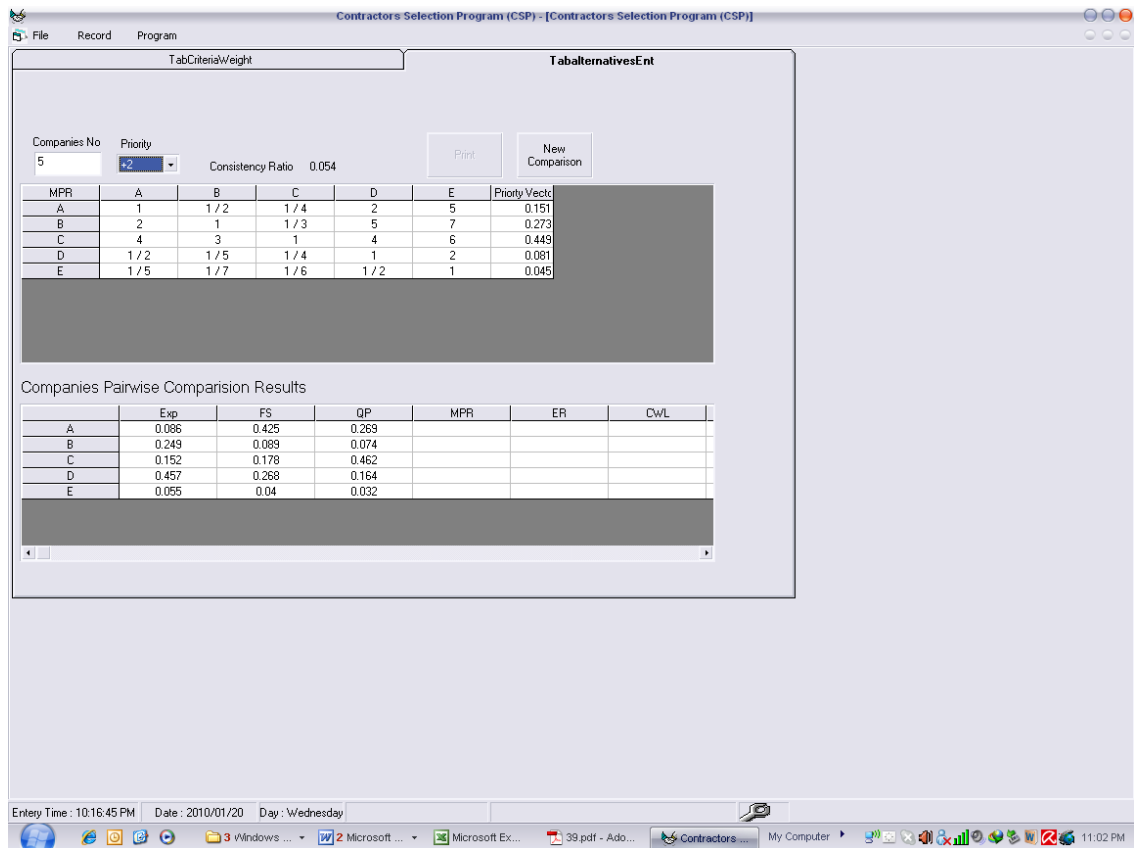 Contractors Selection Program (CSP) - [Contractors Selection Program (CSP)]
File Record Program
TabCriteriaWeight TabalternativesEnt
Companies No Priority
5 +2 Consistency Ratio 0.054 Print New Comparison
MPR A B C D E Priorty Vectc
A 1 1 / 2 1 / 4 2 5 0.151
B 2 1 1 / 3 5 7 0.273
C 4 3 1 4 6 0.449
D 1 / 2 1 / 5 1 / 4 1 2 0.081
E 1 / 5 1 / 7 1 / 6 1 / 2 1 0.045
Companies Pairwise Comparision Results
Exp FS QP MPR ER CWL
A 0.086 0.425 0.269
B 0.249 0.089 0.074
C 0.152 0.178 0.462
D 0.457 0.268 0.164
E 0.055 0.04 0.032
Entery Time : 10:16:45 PM Date : 2010/01/20 Day : Wednesday
3 Windows ... 2 Microsoft ... Microsoft Ex... 39.pdf - Ado... Contractors ... My Computer 11:02 PM